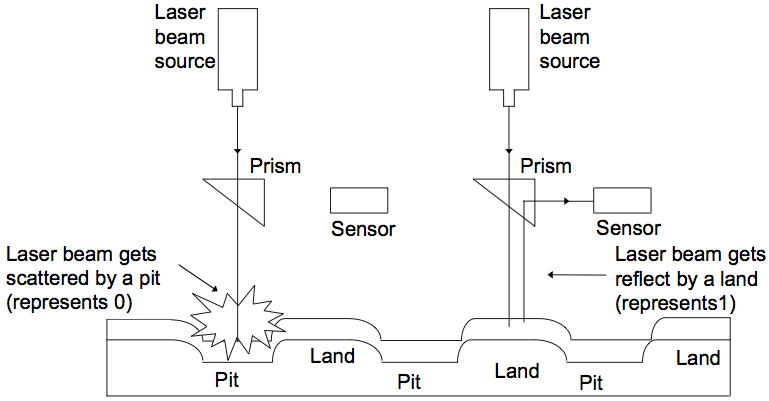 Laser
beam
source
Laser
beam
source
Prism
Prism
Sensor
Sensor
Laser beam gets
scattered by a pit
(represents 0)
Laser beam gets
reflect by a land
(represents1)
Pit
Land
Pit
Land
Pit
Land